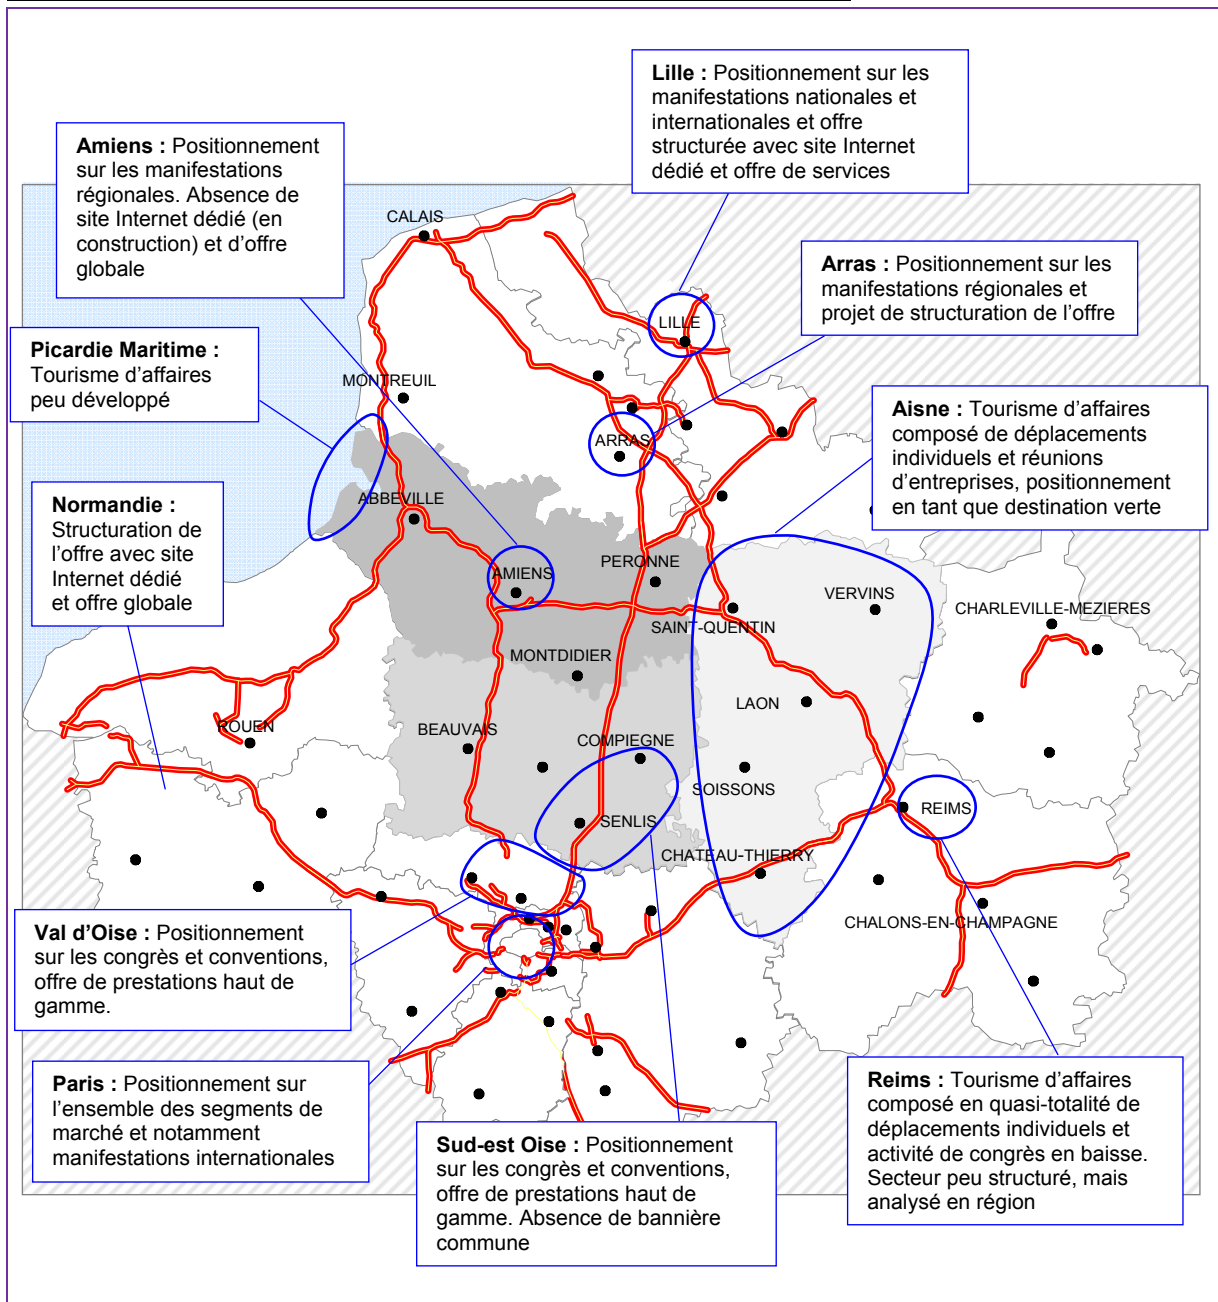 Lille : Positionnement sur les
manifestations nationales et
internationales et offre
structurée avec site Internet
dédié et offre de services
Amiens : Positionnement
sur les manifestations
régionales. Absence de
site Internet dédié (en
construction) et d’offre
globale
Arras : Positionnement sur les
manifestations régionales et
projet de structuration de l’offre
Picardie Maritime :
Tourisme d’affaires
peu développé
Aisne : Tourisme d’affaires
composé de déplacements
individuels et réunions
d’entreprises, positionnement
en tant que destination verte
Normandie :
Structuration de
l’offre avec site
Internet dédié
et offre globale
CALAIS
LILLE
MONTREUIL
ARRAS
ABBEVILLE
AMIENS
PERONNE
VERVINS
SAINT-QUENTIN
CHARLEVILLE-MEZIERES
MONTDIDIER
LAON
ROUEN
BEAUVAIS
COMPIEGNE
SOISSONS
SENLIS
REIMS
CHATEAU-THIERRY
CHALONS-EN-CHAMPAGNE
Val d’Oise : Positionnement
sur les congrès et conventions,
offre de prestations haut de
gamme.
Paris : Positionnement sur
l’ensemble des segments de
marché et notamment
manifestations internationales
Sud-est Oise : Positionnement
sur les congrès et conventions,
offre de prestations haut de
gamme. Absence de bannière
commune
Reims : Tourisme d’affaires
composé en quasi-totalité de
déplacements individuels et
activité de congrès en baisse.
Secteur peu structuré, mais
analysé en région